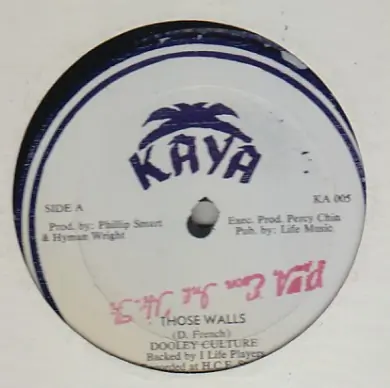 KAYA
SIDE A
KA 005
Prod. by: Phillip Smart
& Hyman Wright
Exec. Prod. Percy Chin
Pub. by: Life Music
THOSE WALLS
(D. French)
DOOLEY CULTURE
Backed by I Life Players
at H.C.F.